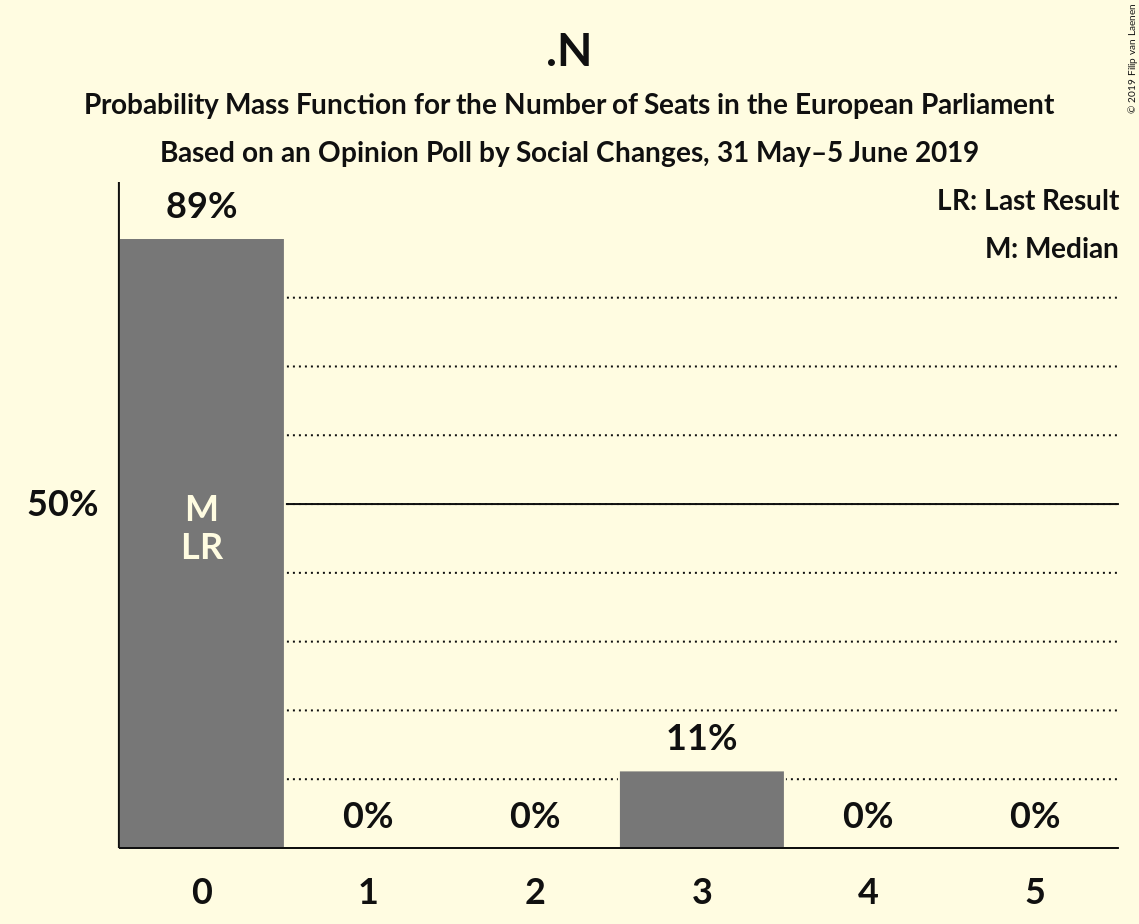 .N
Probability Mass Function for the Number of Seats in the European Parliament
Based on an Opinion Poll by Social Changes, 31 May–5 June 2019
© 2019 Filip van Laenen
LR: Last Result
M: Median
89%
50%
M
LR
11%
0%
0%
0%
0%
0
1
2
3
4
5